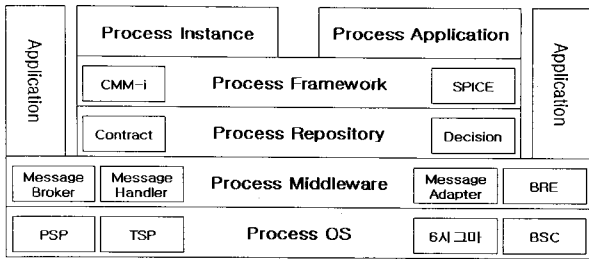 Application
Process Instance
Process Application
Application
CMM-i
Process Framework
SPICE
Contract
Process Repository
Decision
Message
Broker
Message
Handler
Process Middleware
Message
Adapter
BRE
PSP
TSP
Process OS
6시그마
BSC